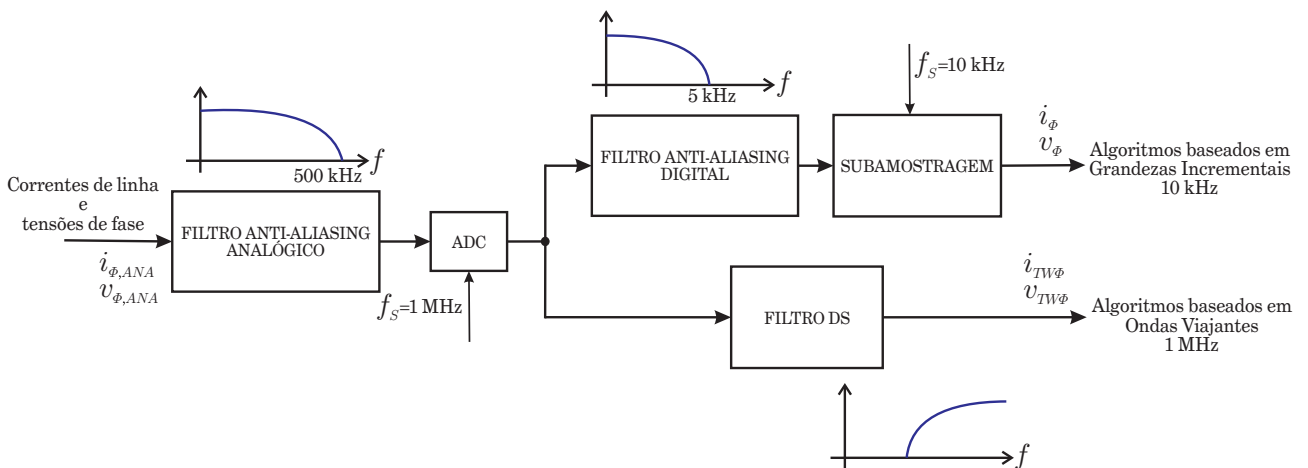 f
500 kHz
Correntes de linha
e
tensões de fase
i_{Φ,ANA}
v_{Φ,ANA}
FILTRO ANTI-ALIASING
ANALÓGICO
ADC
f_S=1 MHz
f
5 kHz
FILTRO ANTI-ALIASING
DIGITAL
f_S=10 kHz
SUBAMOSTRAGEM
i_Φ
v_Φ
Algoritmos baseados em
Grandezas Incrementais
10 kHz
FILTRO DS
i_{TWΦ}
v_{TWΦ}
Algoritmos baseados em
Ondas Viajantes
1 MHz
f